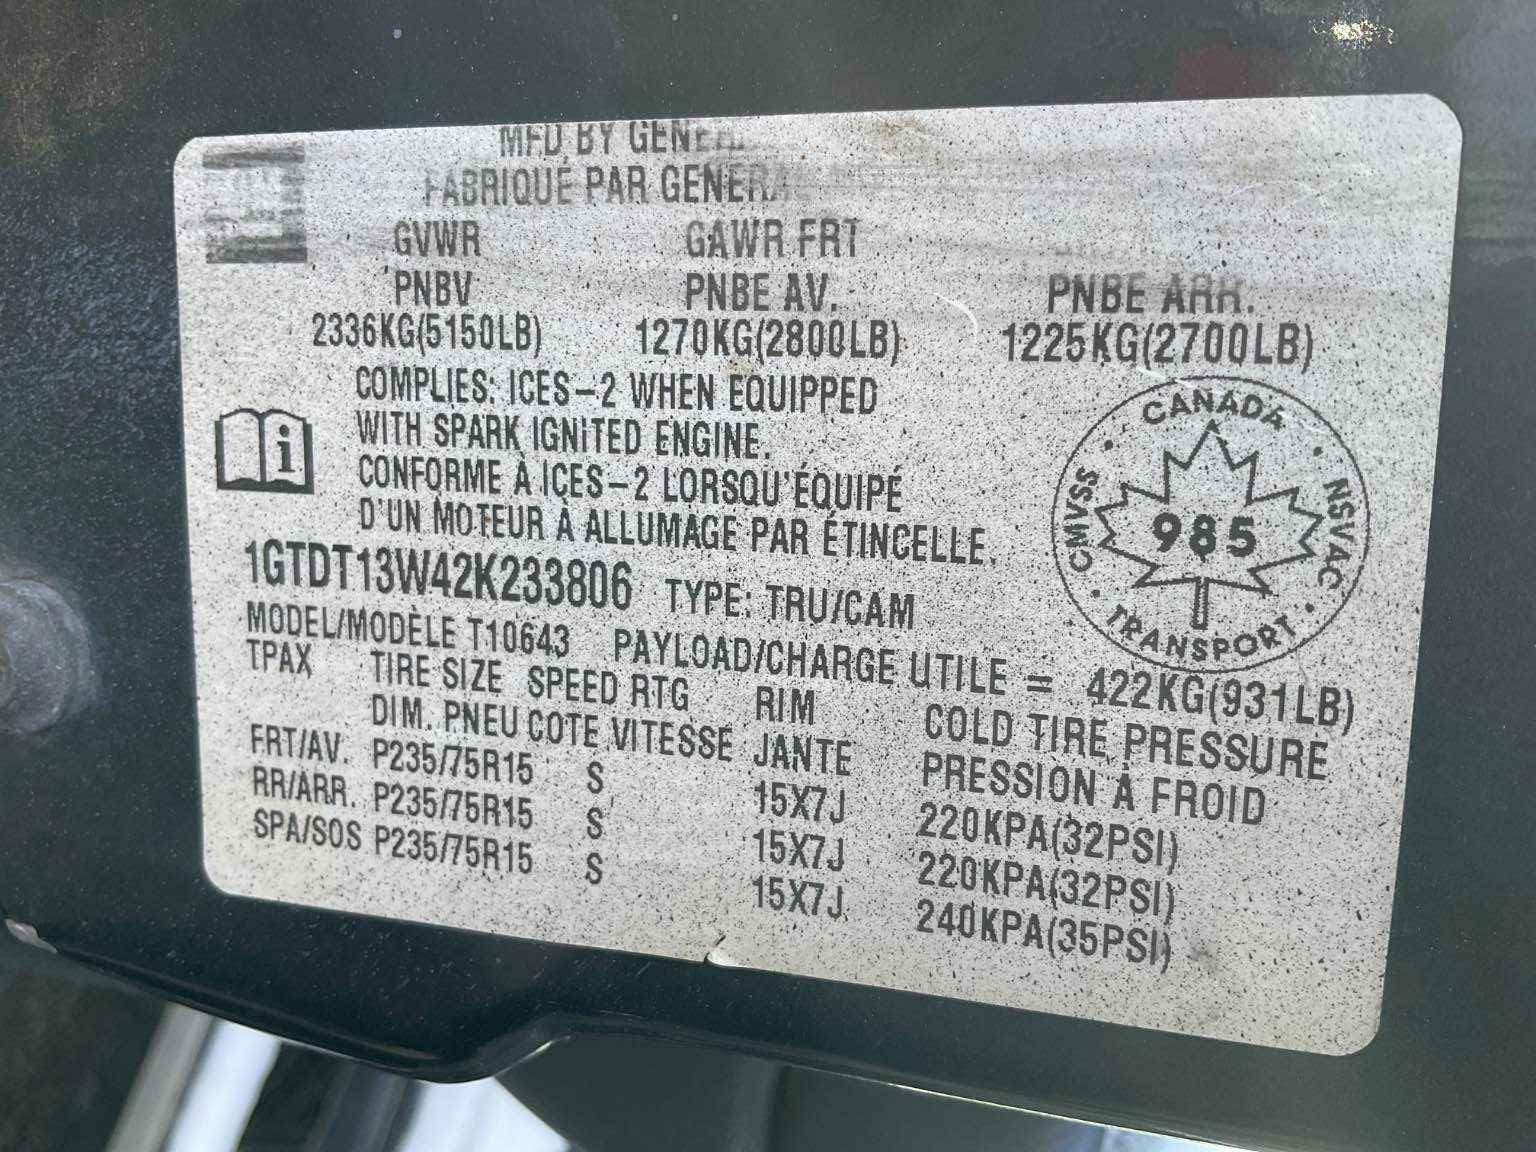 MFD BY GENERAL
FABRIQUÉ PAR GENERAL
GVWR GAWR FRT
PNBV PNBE AV. PNBE ARR.
2336KG(5150LB) 1270KG(2800LB) 1225KG(2700LB)
COMPLIES: ICES-2 WHEN EQUIPPED
WITH SPARK IGNITED ENGINE.
CONFORME À ICES-2 LORSQU'ÉQUIPÉ
D'UN MOTEUR À ALLUMAGE PAR ÉTINCELLE.
CANADA
CMVSS 985 NSVAC
TRANSPORT
1GTDT13W42K233806 TYPE: TRU/CAM
MODEL/MODÈLE T10643 PAYLOAD/CHARGE UTILE = 422KG(931LB)
TPAX TIRE SIZE SPEED RTG RIM COLD TIRE PRESSURE
DIM. PNEU COTE VITESSE JANTE PRESSION À FROID
FRT/AV. P235/75R15 S 15X7J 220KPA(32PSI)
RR/ARR. P235/75R15 S 15X7J 220KPA(32PSI)
SPA/SOS P235/75R15 S 15X7J 240KPA(35PSI)